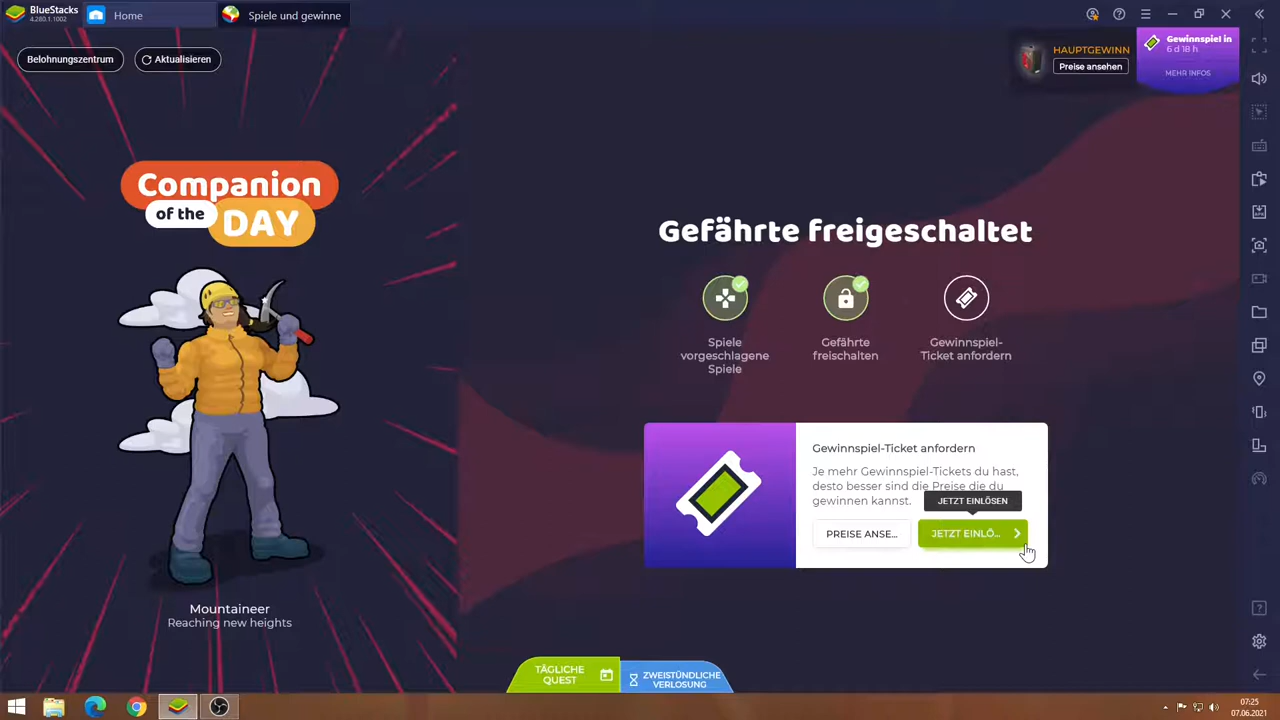 BlueStacks
4.280.1.1002
Home
Spiele und gewinne
Belohnungszentrum
Aktualisieren
HAUPTGEWINN
Preise ansehen
Gewinnspiel in
6 d 18 h
MEHR INFOS
Companion
of the
DAY
Mountaineer
Reaching new heights
Gefährte freigeschaltet
Spiele
vorgeschlagene
Spiele
Gefährte
freischalten
Gewinnspiel-
Ticket anfordern
Gewinnspiel-Ticket anfordern
Je mehr Gewinnspiel-Tickets du hast,
desto besser sind die Preise die du
gewinnen kannst.
JETZT EINLÖSEN
PREISE ANSE...
JETZT EINLÖ...
TÄGLICHE
QUEST
ZWEISTÜNDLICHE
VERLOSUNG
07:25
07.06.2021